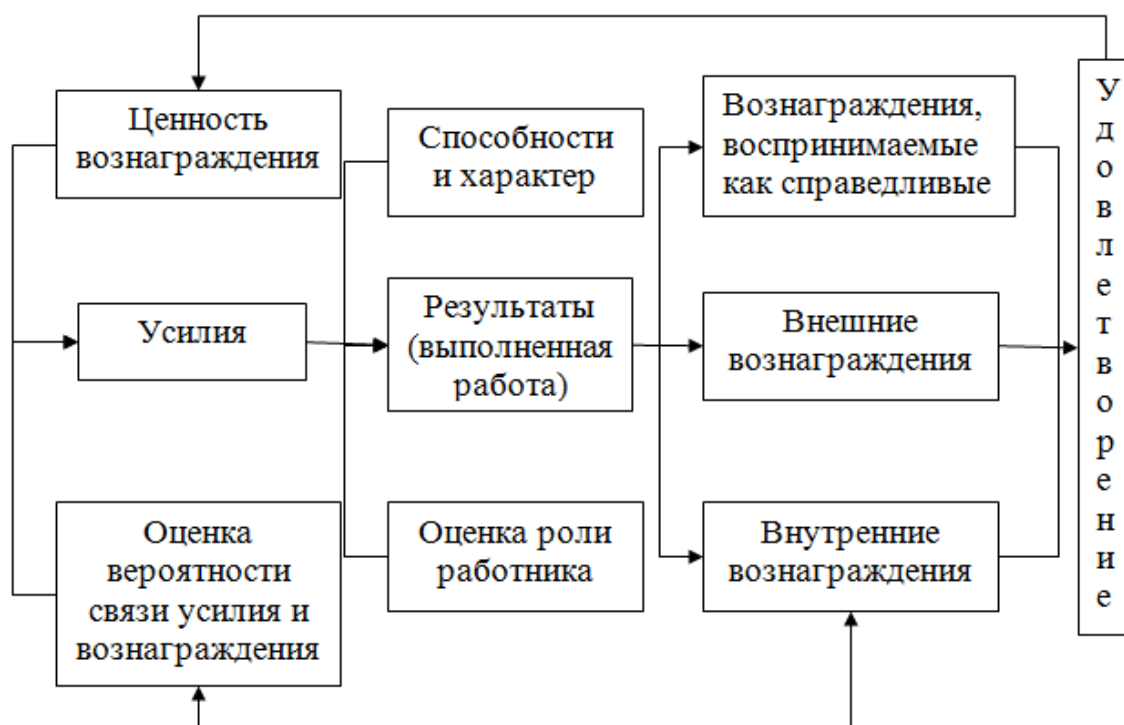 Ценность
вознаграждения
Способности
и характер
Вознаграждения,
воспринимаемые
как справедливые
Усилия
Результаты
(выполненная
работа)
Внешние
вознаграждения
Оценка
вероятности
связи усилия и
вознаграждения
Оценка роли
работника
Внутренние
вознаграждения
У
д
о
в
л
е
т
в
о
р
е
н
и
е